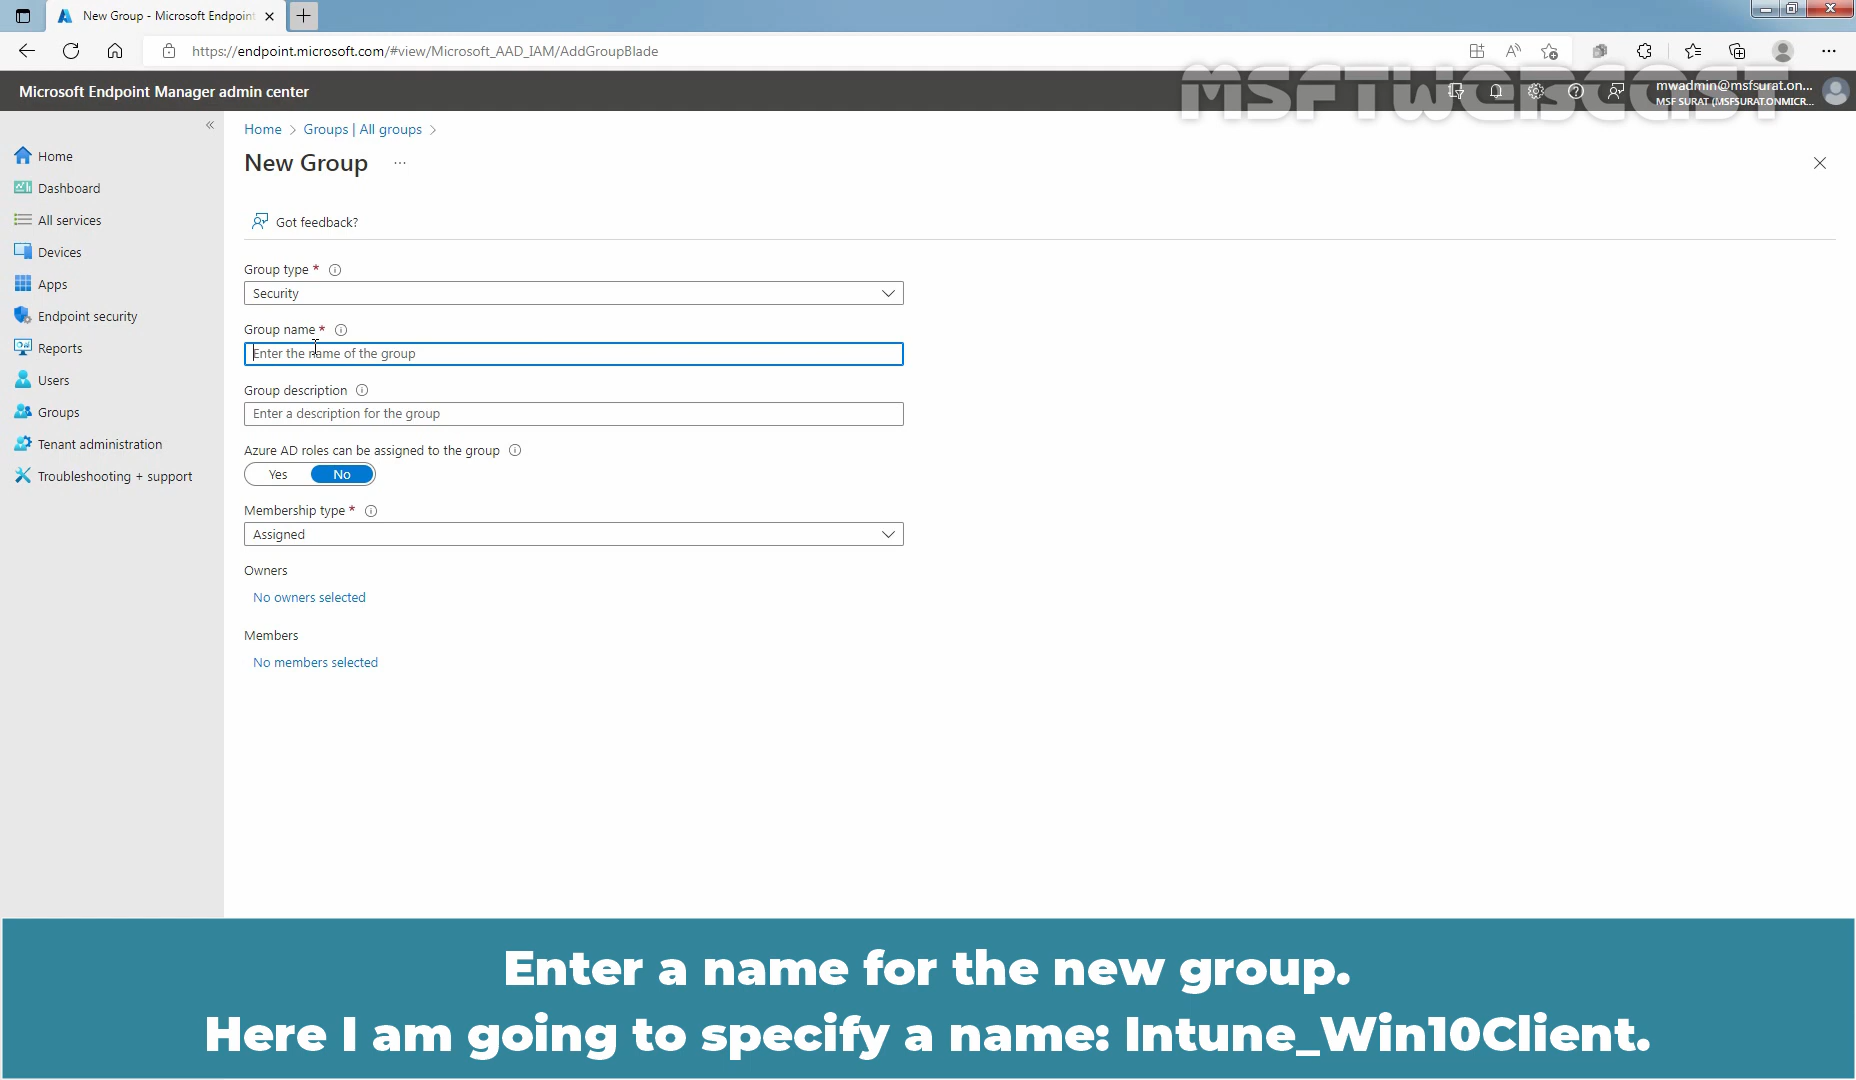 New Group - Microsoft Endpoint
https://endpoint.microsoft.com/#view/Microsoft_AAD_IAM/AddGroupBlade
Microsoft Endpoint Manager admin center
MSFTWEBCAST
mwadmin@msfsurat.on...
MSF SURAT (MSFSURAT.ONMICR...
Home > Groups | All groups >
New Group ...
Home
Dashboard
All services
Devices
Apps
Endpoint security
Reports
Users
Groups
Tenant administration
Troubleshooting + support
Got feedback?
Group type *
Security
Group name *
Enter the name of the group
Group description
Enter a description for the group
Azure AD roles can be assigned to the group
Yes No
Membership type *
Assigned
Owners
No owners selected
Members
No members selected
Enter a name for the new group.
Here I am going to specify a name: Intune_Win10Client.